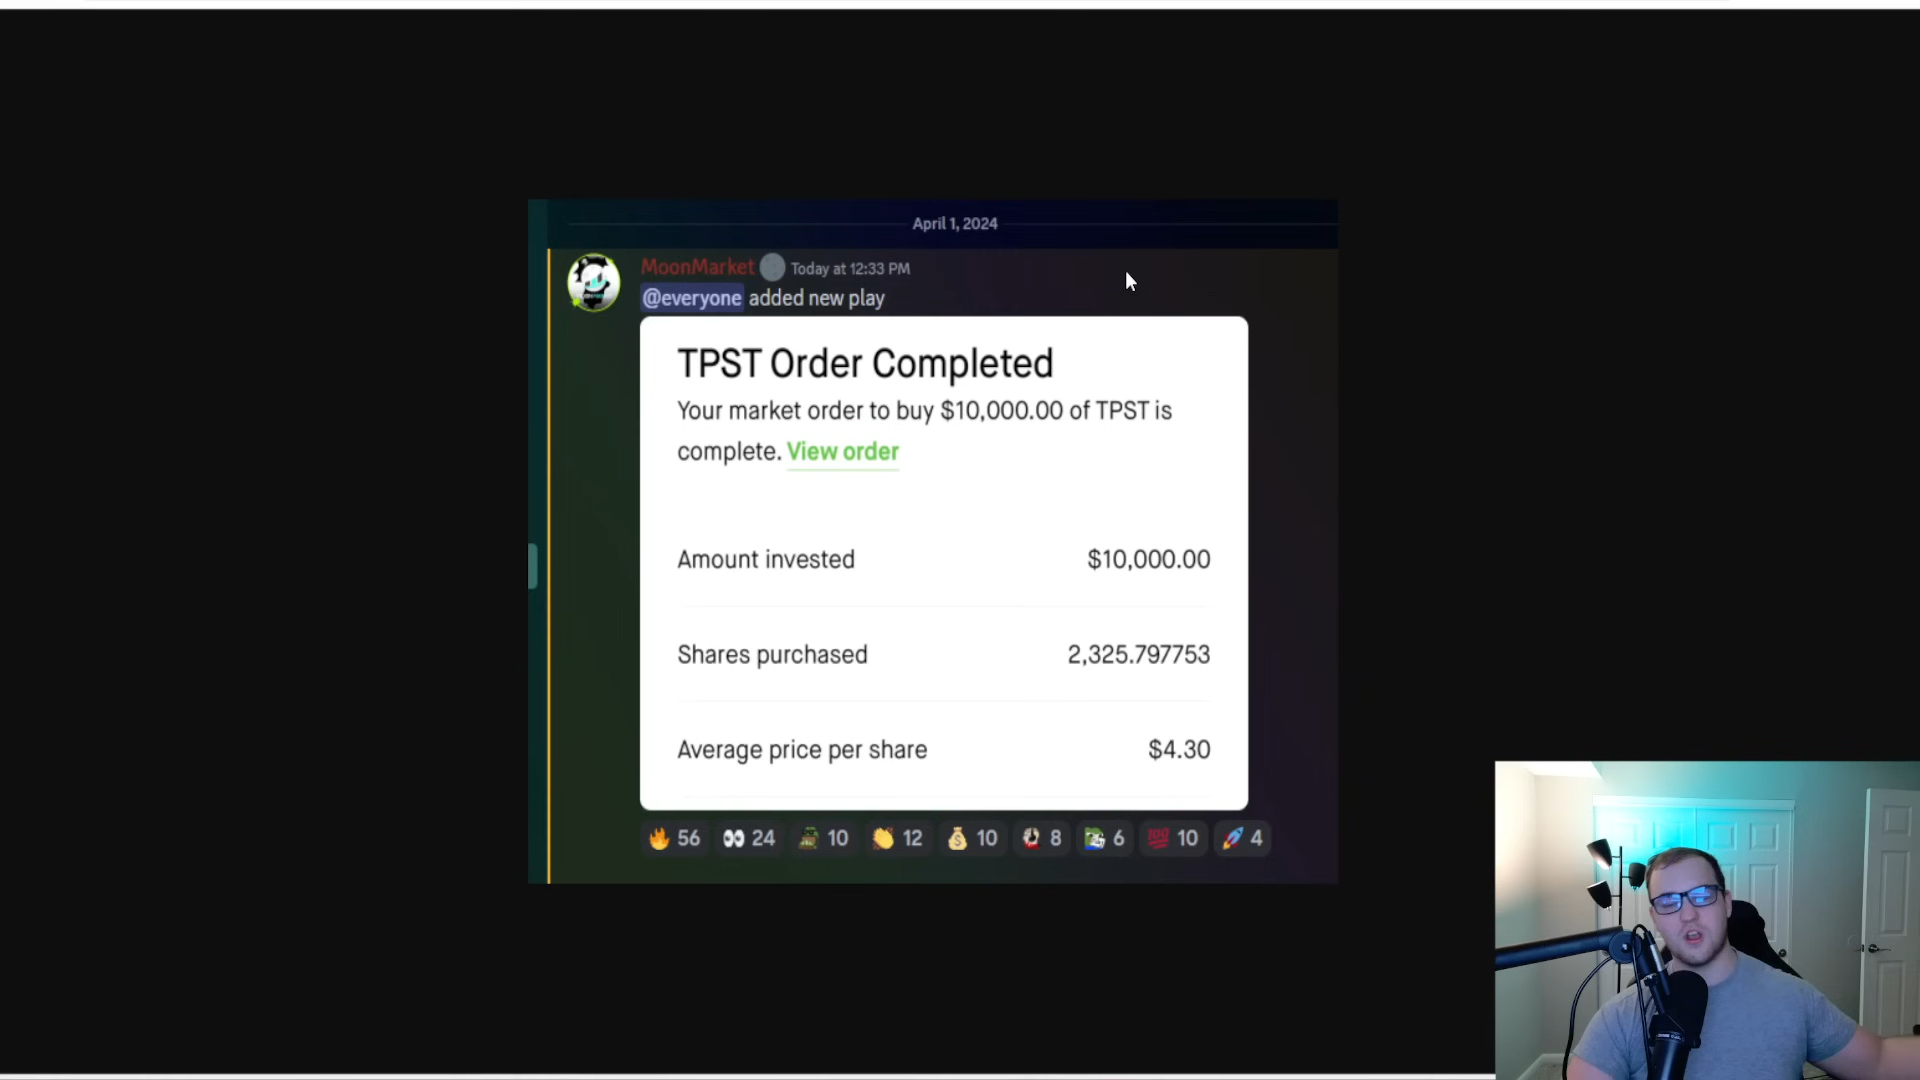 April 1, 2024
MoonMarket Today at 12:33 PM
@everyone added new play
TPST Order Completed
Your market order to buy $10,000.00 of TPST is
complete. View order
Amount invested $10,000.00
Shares purchased 2,325.797753
Average price per share $4.30
56 24 10 12 10 8 6 10 4